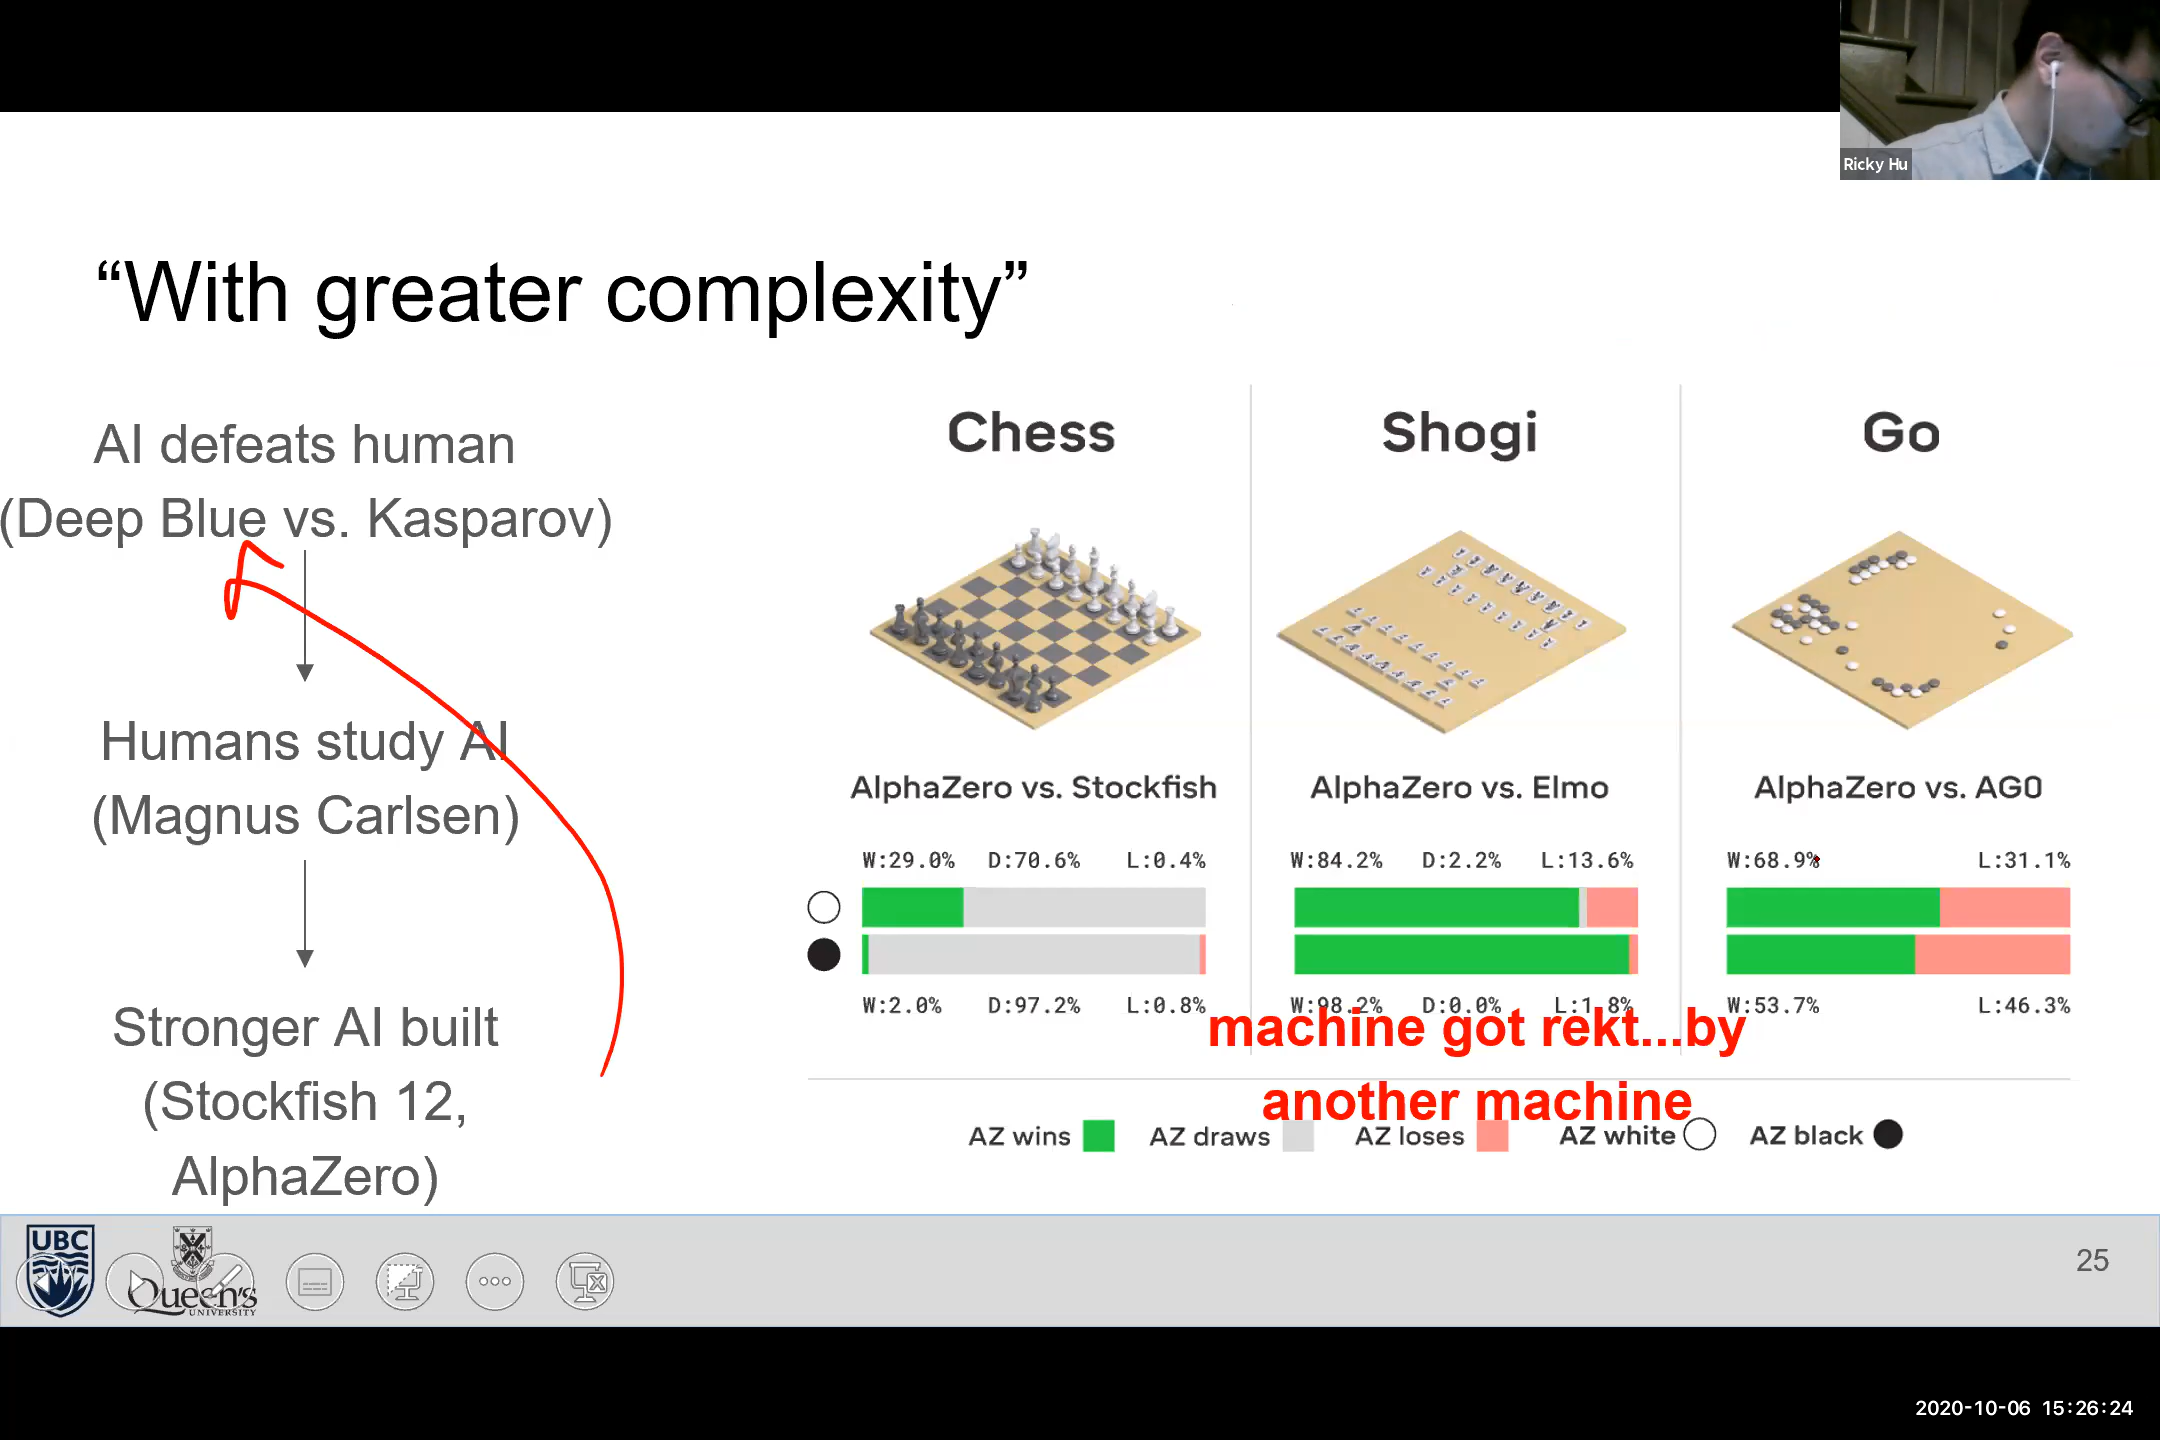 Ricky Hu
“With greater complexity”
AI defeats human
(Deep Blue vs. Kasparov)
Humans study AI
(Magnus Carlsen)
Stronger AI built
(Stockfish 12,
AlphaZero)
Chess
AlphaZero vs. Stockfish
W:29.0% D:70.6% L:0.4%
W:2.0% D:97.2% L:0.8%
Shogi
AlphaZero vs. Elmo
W:84.2% D:2.2% L:13.6%
W:98.2% D:0.0% L:1.8%
Go
AlphaZero vs. AG0
W:68.9% L:31.1%
W:53.7% L:46.3%
machine got rekt...by
another machine
AZ wins AZ draws AZ loses AZ white AZ black
UBC
Queen's
UNIVERSITY
25
2020-10-06 15:26:24